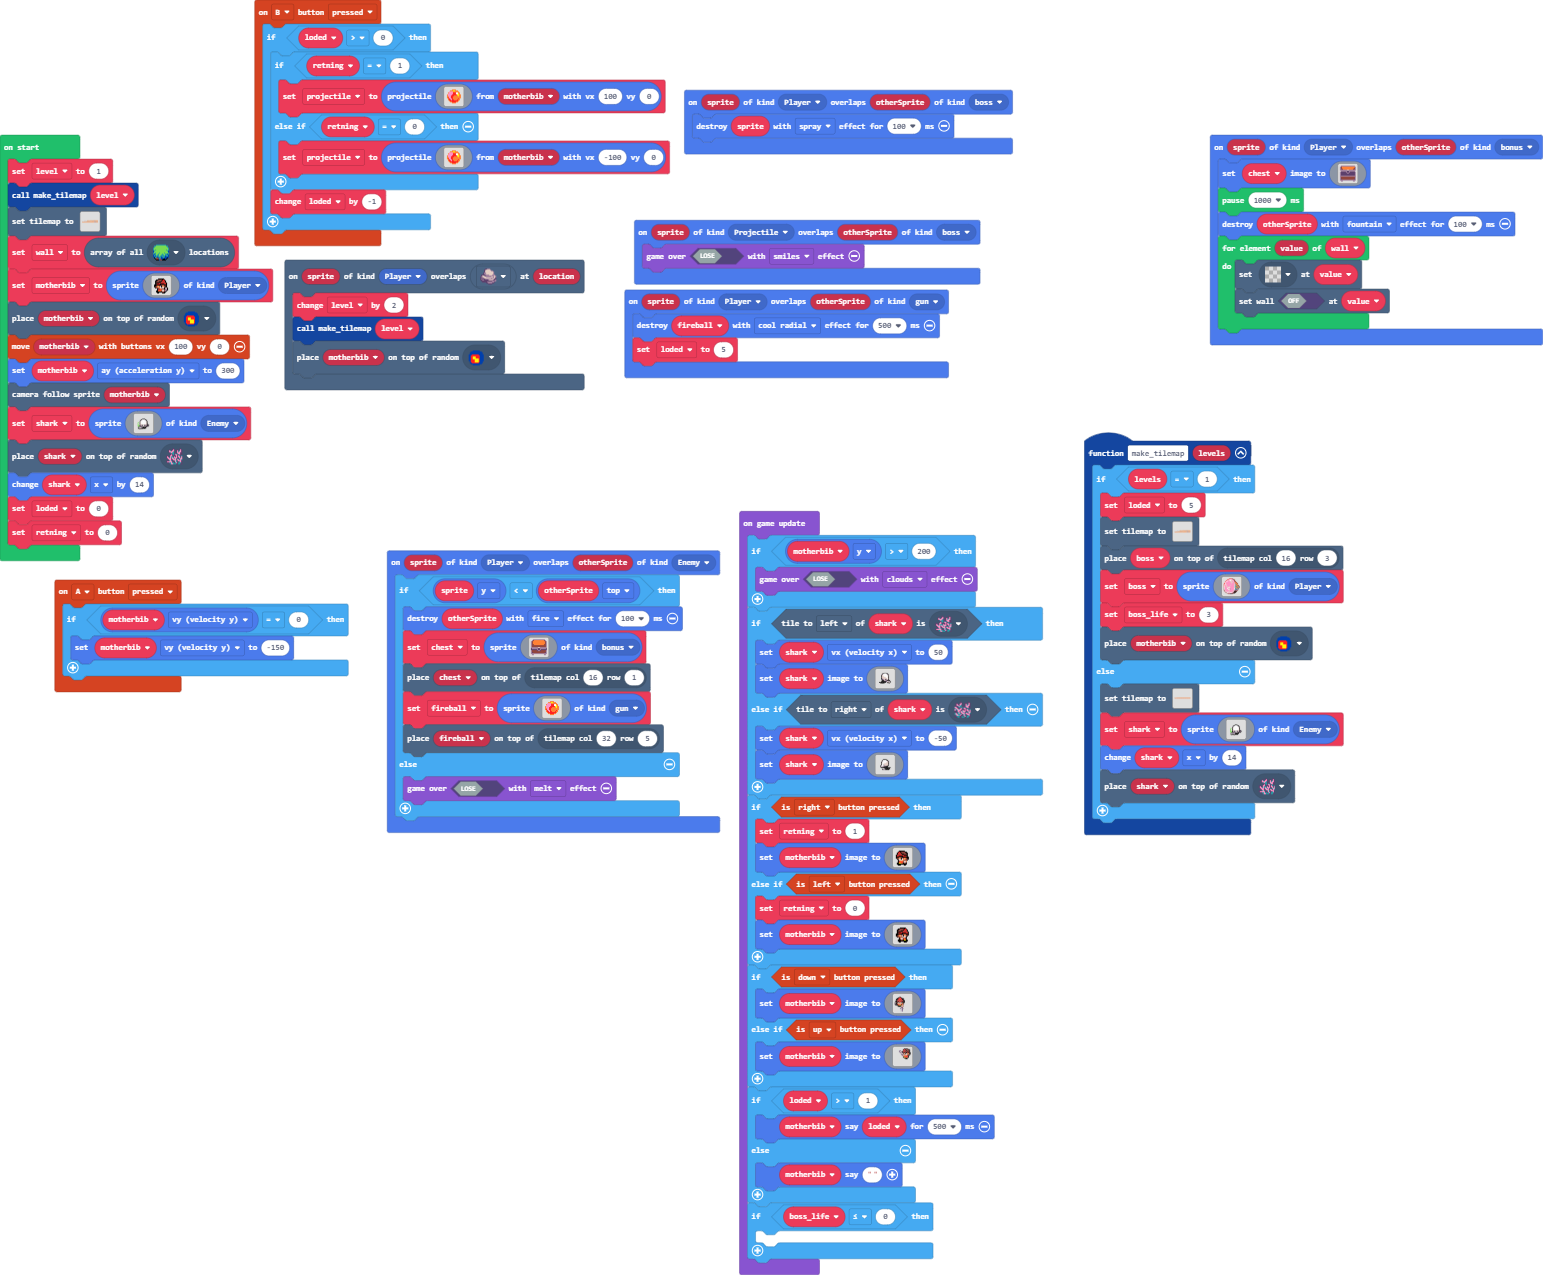 on start
set level to 1
call make_tilemap level
set tilemap to
set wall to array of all locations
set motherbib to sprite of kind Player
place motherbib on top of random
move motherbib with buttons vx 100 vy 0
set motherbib ay (acceleration y) to 300
camera follow sprite motherbib
set shark to sprite of kind Enemy
place shark on top of random
change shark x by 14
set loded to 0
set retning to 0
on A button pressed
if motherbib vy (velocity y) = 0 then
set motherbib vy (velocity y) to -150
on B button pressed
if loded > 0 then
if retning = 1 then
set projectile to projectile from motherbib with vx 100 vy 0
else if retning = 0 then
set projectile to projectile from motherbib with vx -100 vy 0
change loded by -1
on sprite of kind Player overlaps at location
change level by 2
call make_tilemap level
place motherbib on top of random
on sprite of kind Player overlaps otherSprite of kind boss
destroy sprite with spray effect for 100 ms
on sprite of kind Projectile overlaps otherSprite of kind boss
game over LOSE with smiles effect
on sprite of kind Player overlaps otherSprite of kind gun
destroy fireball with cool radial effect for 500 ms
set loded to 5
on sprite of kind Player overlaps otherSprite of kind bonus
set chest image to
pause 1000 ms
destroy otherSprite with fountain effect for 100 ms
for element value of wall
do set at value
set wall OFF at value
on sprite of kind Player overlaps otherSprite of kind Enemy
if sprite y < otherSprite top then
destroy otherSprite with fire effect for 100 ms
set chest to sprite of kind bonus
place chest on top of tilemap col 16 row 1
set fireball to sprite of kind gun
place fireball on top of tilemap col 32 row 5
else
game over LOSE with melt effect
on game update
if motherbib y > 200 then
game over LOSE with clouds effect
if tile to left of shark is then
set shark vx (velocity x) to 50
set shark image to
else if tile to right of shark is then
set shark vx (velocity x) to -50
set shark image to
if is right button pressed then
set retning to 1
set motherbib image to
else if is left button pressed then
set retning to 0
set motherbib image to
if is down button pressed then
set motherbib image to
else if is up button pressed then
set motherbib image to
if loded > 1 then
motherbib say loded for 500 ms
else
motherbib say " "
if boss_life ≤ 0 then
function make_tilemap levels
if levels = 1 then
set loded to 5
set tilemap to
place boss on top of tilemap col 16 row 3
set boss to sprite of kind Player
set boss_life to 3
place motherbib on top of random
else
set tilemap to
set shark to sprite of kind Enemy
change shark x by 14
place shark on top of random